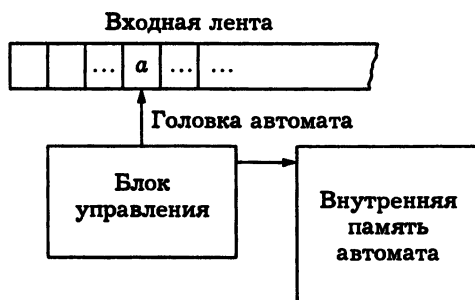 Входная лента
... a ... ...
Головка автомата
Блок
управления
Внутренняя
память
автомата